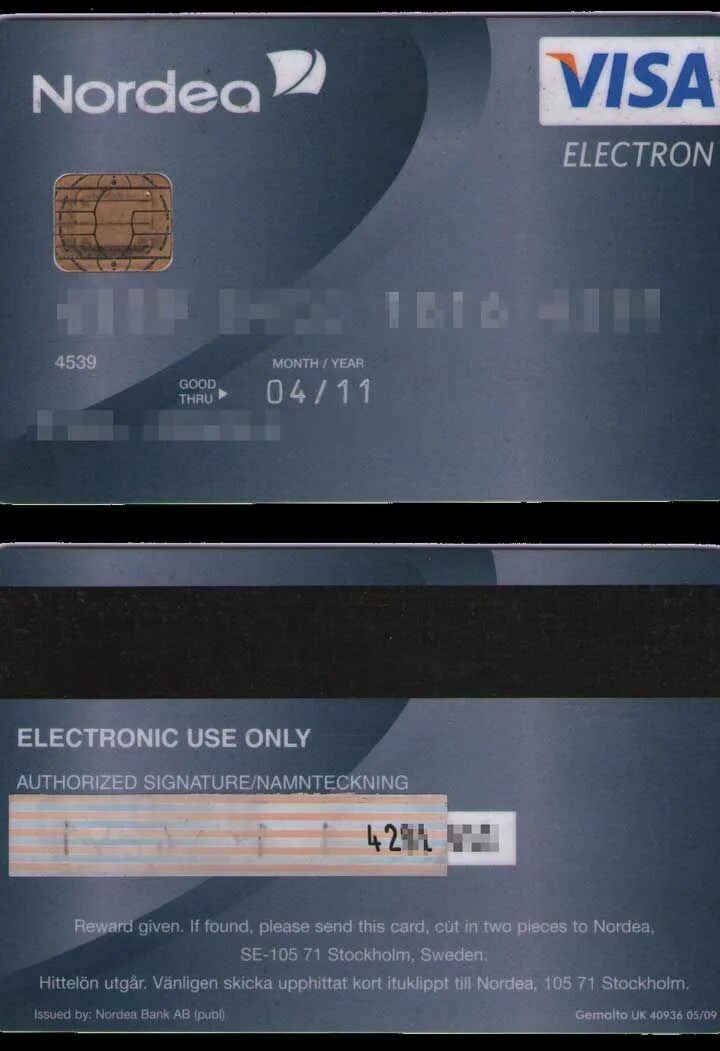 Nordea
VISA
ELECTRON
4539
MONTH / YEAR
GOOD
THRU
04/11
ELECTRONIC USE ONLY
AUTHORIZED SIGNATURE/NAMNTECKNING
Reward given. If found, please send this card, cut in two pieces to Nordea,
SE-105 71 Stockholm, Sweden.
Hittelön utgår. Vänligen skicka upphittat kort ituklippt till Nordea, 105 71 Stockholm.
Issued by: Nordea Bank AB (publ)
Gemalto UK 40936 05/09